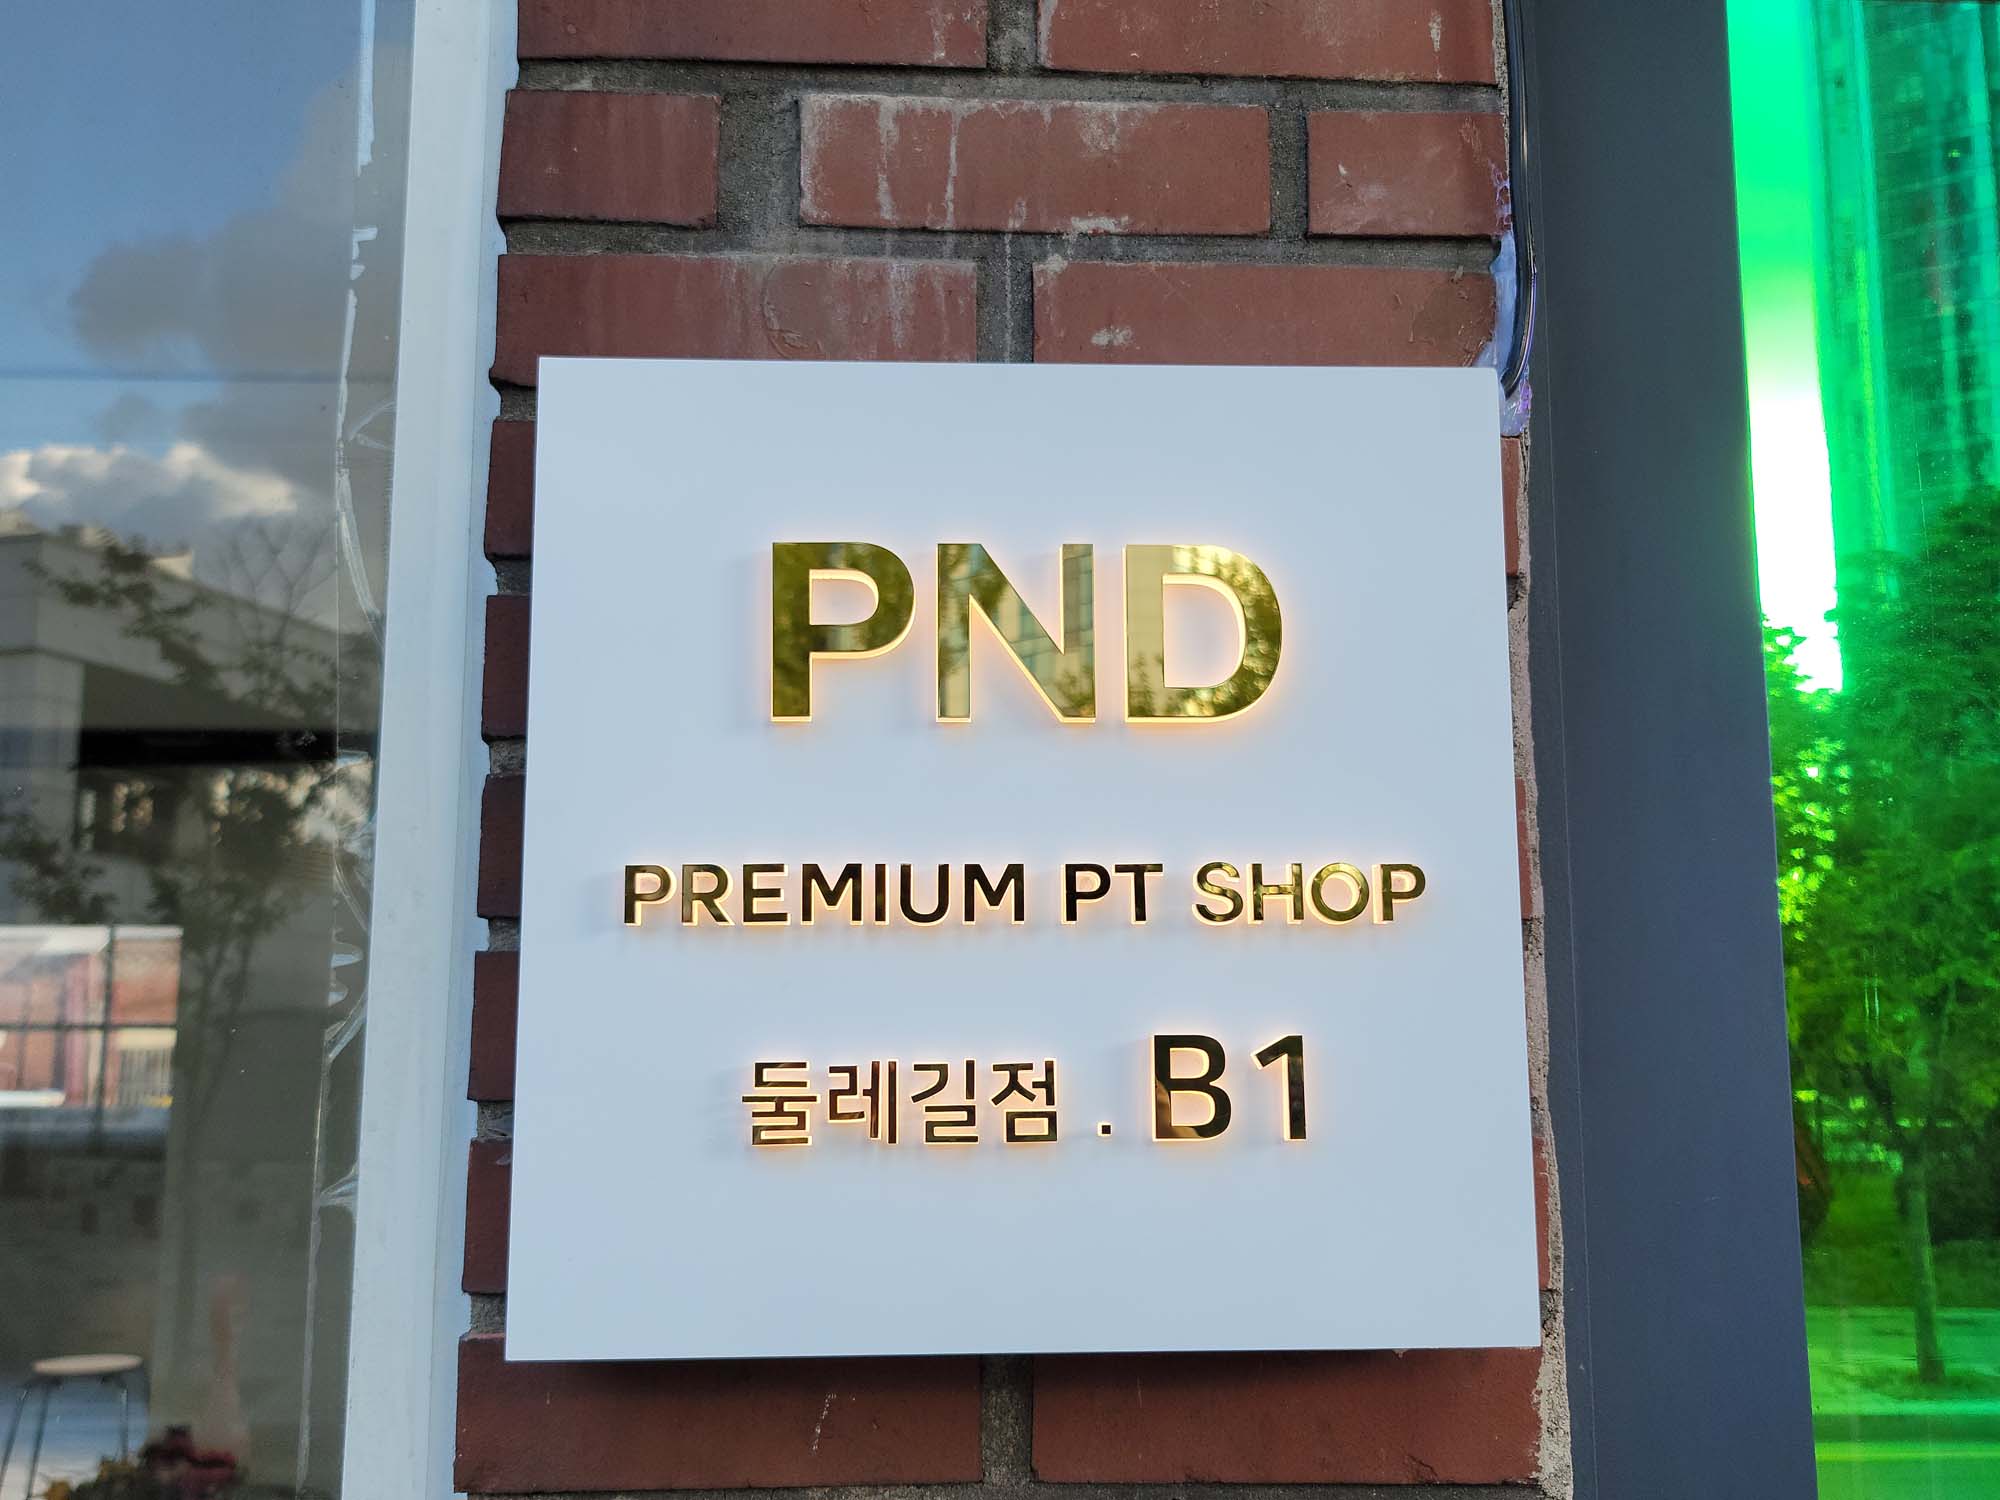 PND
PREMIUM PT SHOP
둘레길점 . B1